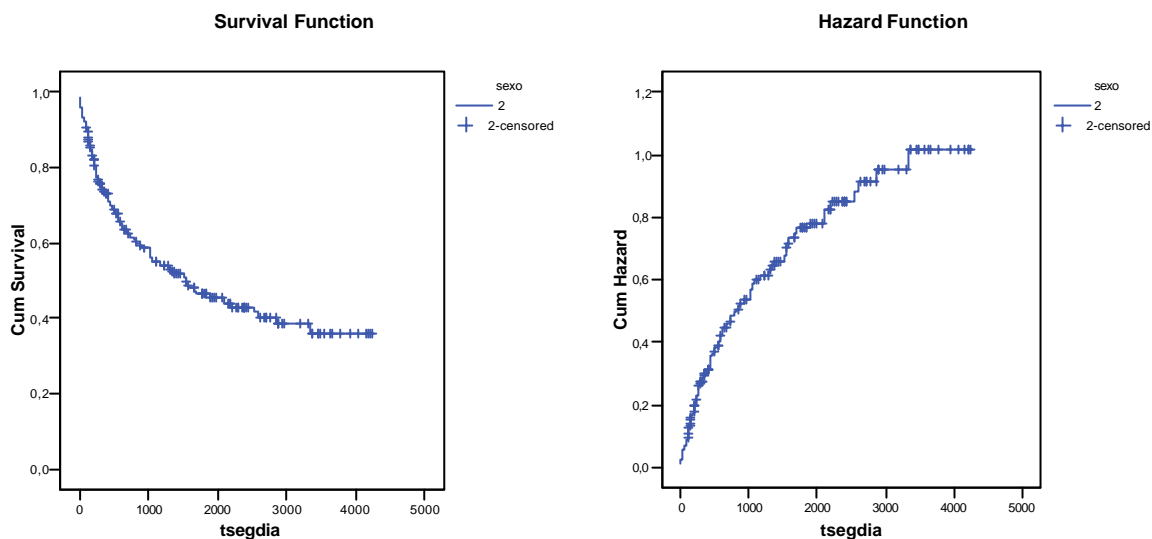 Survival Function
Cum Survival
1,0
0,8
0,6
0,4
0,2
0,0
0 1000 2000 3000 4000 5000
tsegdia
sexo
2
2-censored
Hazard Function
Cum Hazard
1,2
1,0
0,8
0,6
0,4
0,2
0,0
0 1000 2000 3000 4000 5000
tsegdia
sexo
2
2-censored